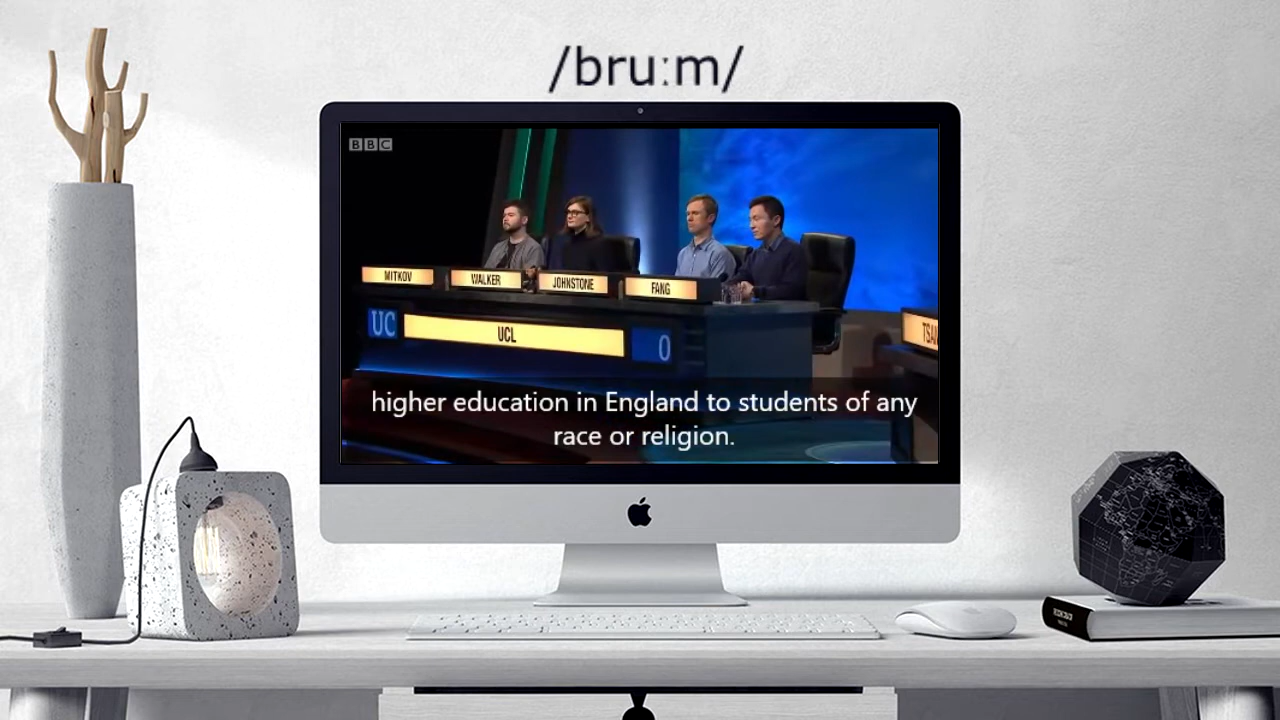 /bruːm/
BBC
MITKOV
WALKER
JOHNSTONE
FANG
UC
UCL
0
higher education in England to students of any
race or religion.